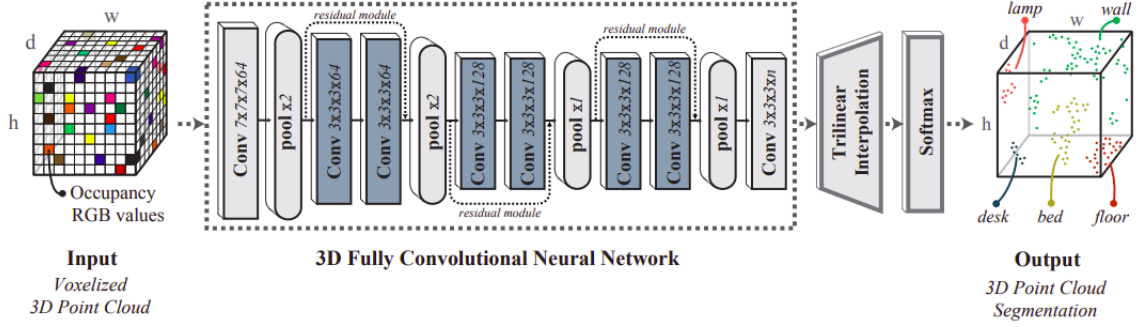 w
d
h
Occupancy
RGB values
Input
Voxelized
3D Point Cloud
residual module
residual module
residual module
Conv 7x7x7x64
pool x2
Conv 3x3x3x64
Conv 3x3x3x64
pool x2
Conv 3x3x3x128
Conv 3x3x3x128
pool x1
Conv 3x3x3x128
Conv 3x3x3x128
pool x1
Conv 3x3x3xn
3D Fully Convolutional Neural Network
Trilinear
Interpolation
Softmax
lamp
w
wall
d
h
desk
bed
floor
Output
3D Point Cloud
Segmentation